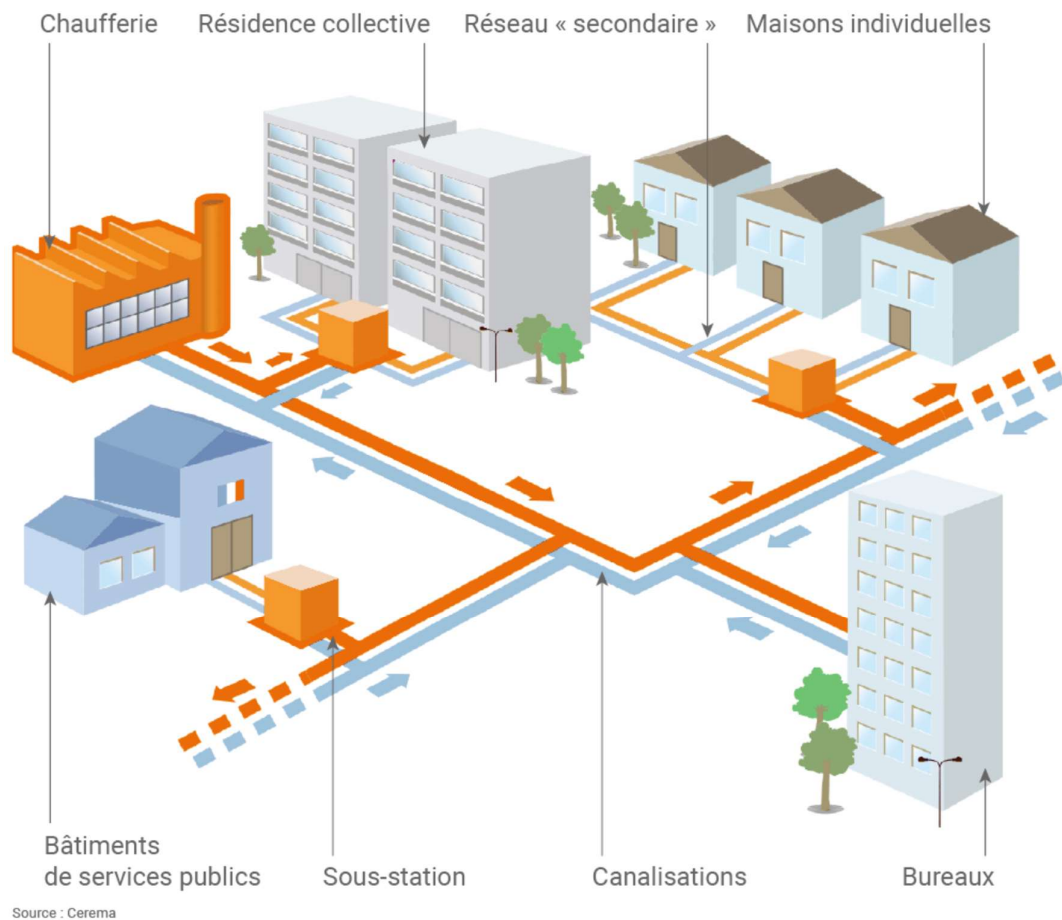 Chaufferie
Résidence collective
Réseau « secondaire »
Maisons individuelles
Bâtiments
de services publics
Sous-station
Canalisations
Bureaux
Source : Cerema